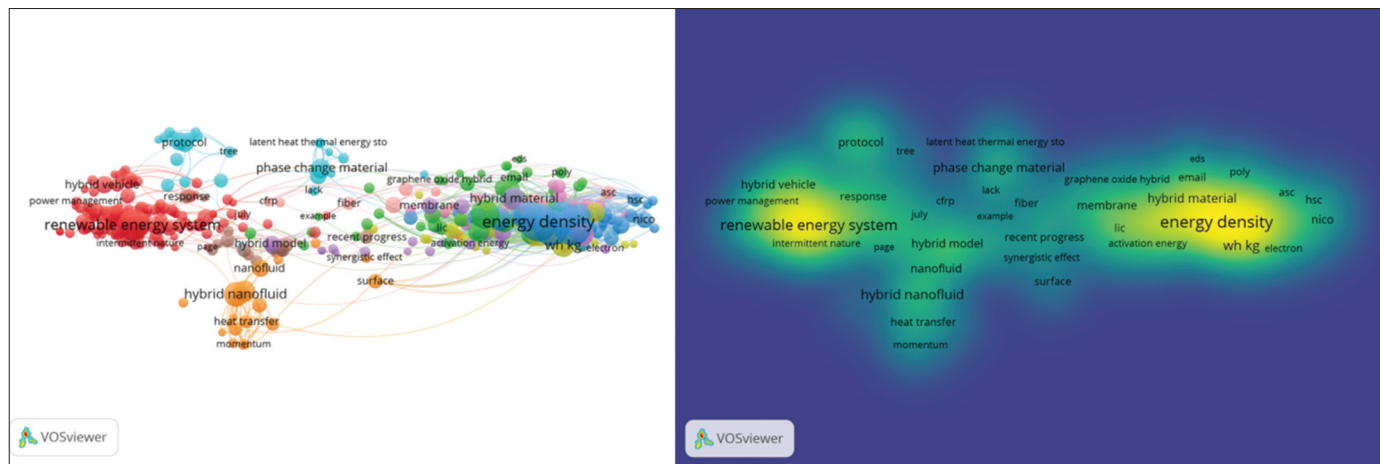 protocol
tree
latent heat thermal energy sto
phase change material
eds
poly
graphene oxide hybrid
email
hybrid vehicle
lack
asc
power management
response
cfrp
fiber
membrane
hybrid material
hsc
july
example
renewable energy system
lic
energy density
nico
intermittent nature
page
hybrid model
recent progress
activation energy
wh kg
electron
synergistic effect
nanofluid
surface
hybrid nanofluid
heat transfer
momentum
VOSviewer
protocol
tree
latent heat thermal energy sto
phase change material
eds
poly
graphene oxide hybrid
email
hybrid vehicle
lack
asc
power management
response
cfrp
fiber
membrane
hybrid material
hsc
july
example
renewable energy system
lic
energy density
nico
intermittent nature
page
hybrid model
recent progress
activation energy
wh kg
electron
synergistic effect
nanofluid
surface
hybrid nanofluid
heat transfer
momentum
VOSviewer